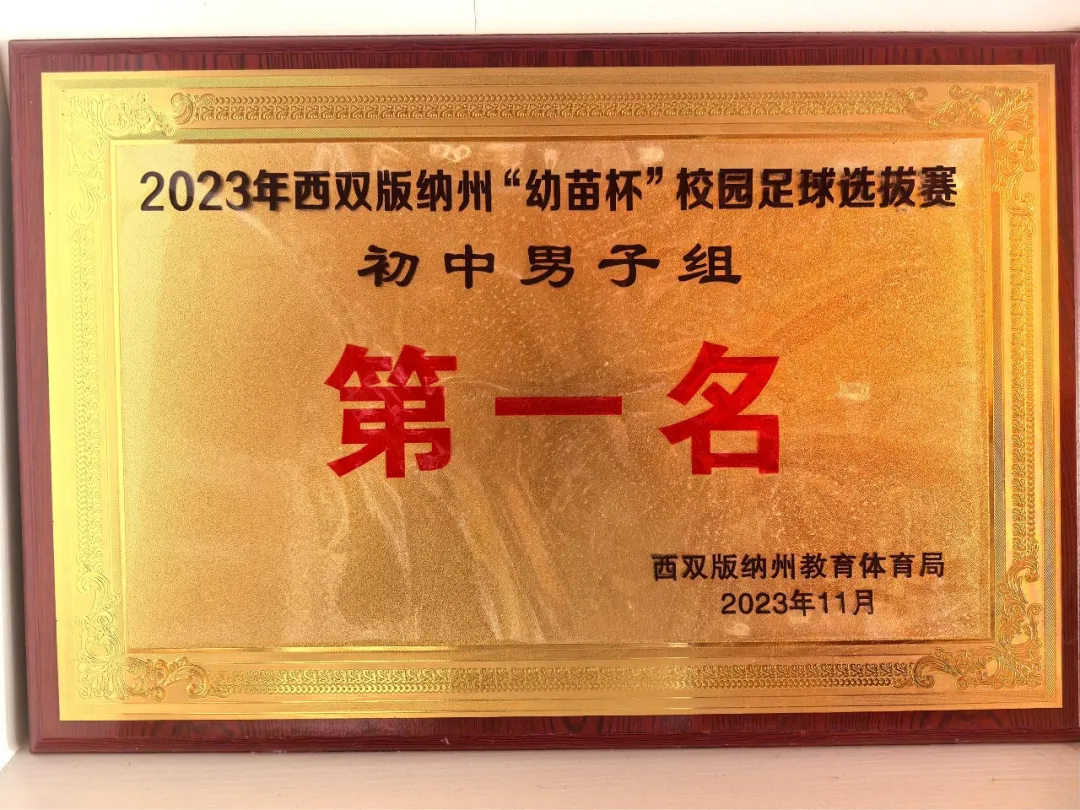 2023年西双版纳州“幼苗杯”校园足球选拔赛
初中男子组
第一名
西双版纳州教育体育局
2023年11月